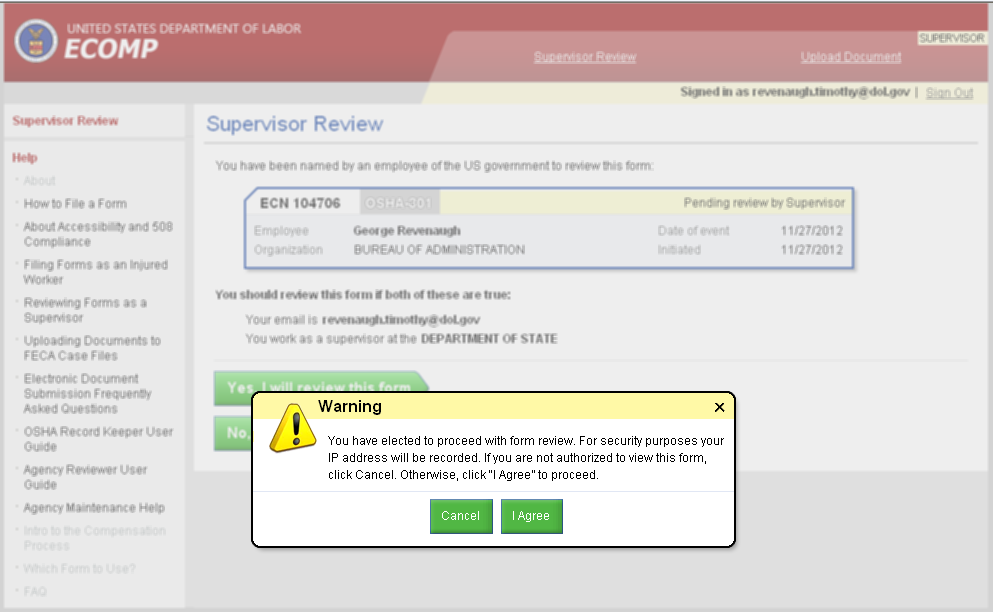 UNITED STATES DEPARTMENT OF LABOR
ECOMP
SUPERVISOR
Supervisor Review
Upload Document
Signed in as revenaugh.timothy@dol.gov | Sign Out
Supervisor Review
Help
About
How to File a Form
About Accessibility and 508
Compliance
Filing Forms as an Injured
Worker
Reviewing Forms as a
Supervisor
Uploading Documents to
FECA Case Files
Electronic Document
Submission Frequently
Asked Questions
OSHA Record Keeper User
Guide
Agency Reviewer User
Guide
Agency Maintenance Help
Intro to the Compensation
Process
Which Form to Use?
FAQ
Supervisor Review
You have been named by an employee of the US government to review this form:
ECN 104706 OSHA-301 Pending review by Supervisor
Employee George Revenaugh Date of event 11/27/2012
Organization BUREAU OF ADMINISTRATION Initiated 11/27/2012
You should review this form if both of these are true:
Your email is revenaugh.timothy@dol.gov
You work as a supervisor at the DEPARTMENT OF STATE
Yes, I will review this form
No,
Warning
You have elected to proceed with form review. For security purposes your
IP address will be recorded. If you are not authorized to view this form,
click Cancel. Otherwise, click "I Agree" to proceed.
Cancel
I Agree